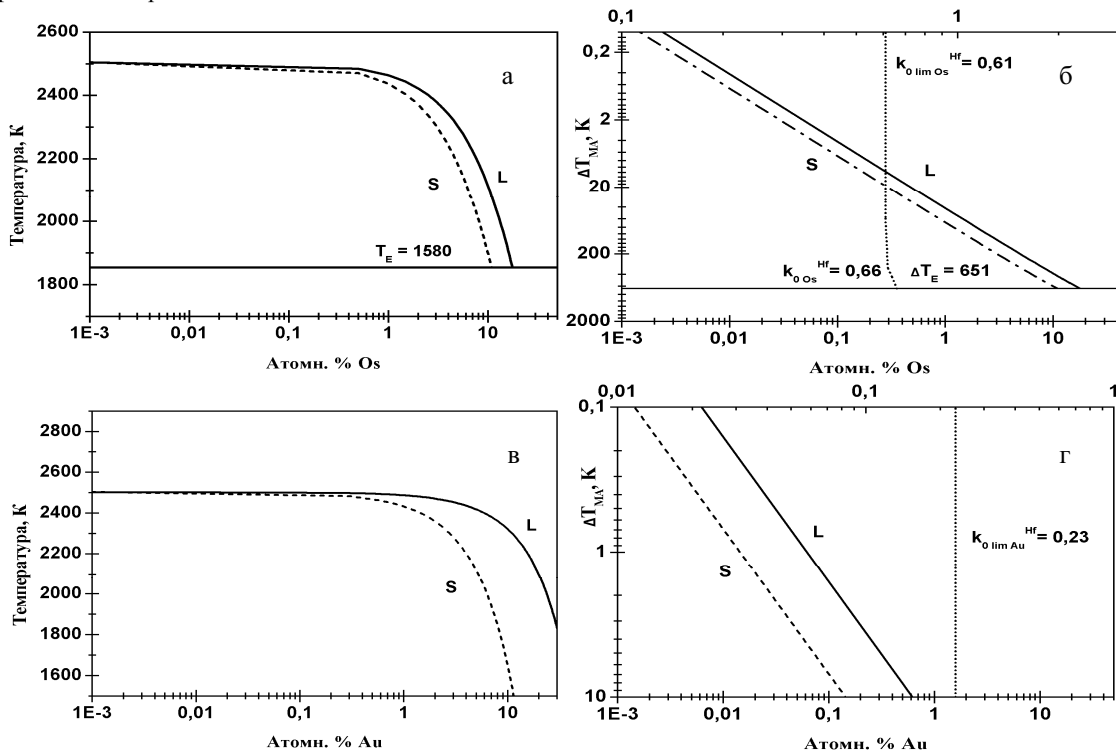 2600
2400
2200
2000
1800
Температура, К
а
S
L
T_E = 1580
1E-3
0,01
0,1
1
10
Атомн. % Os
0,1
1
0,2
2
20
200
2000
ΔT_MA, К
б
k_0 lim Os^Hf = 0,61
S
L
k_0 Os^Hf = 0,66
ΔT_E = 651
1E-3
0,01
0,1
1
10
Атомн. % Os
2800
2600
2400
2200
2000
1800
1600
Температура, К
в
L
S
1E-3
0,01
0,1
1
10
Атомн. % Au
0,01
0,1
1
0,1
1
10
ΔT_MA, К
г
L
S
k_0 lim Au^Hf = 0,23
1E-3
0,01
0,1
1
10
Атомн. % Au